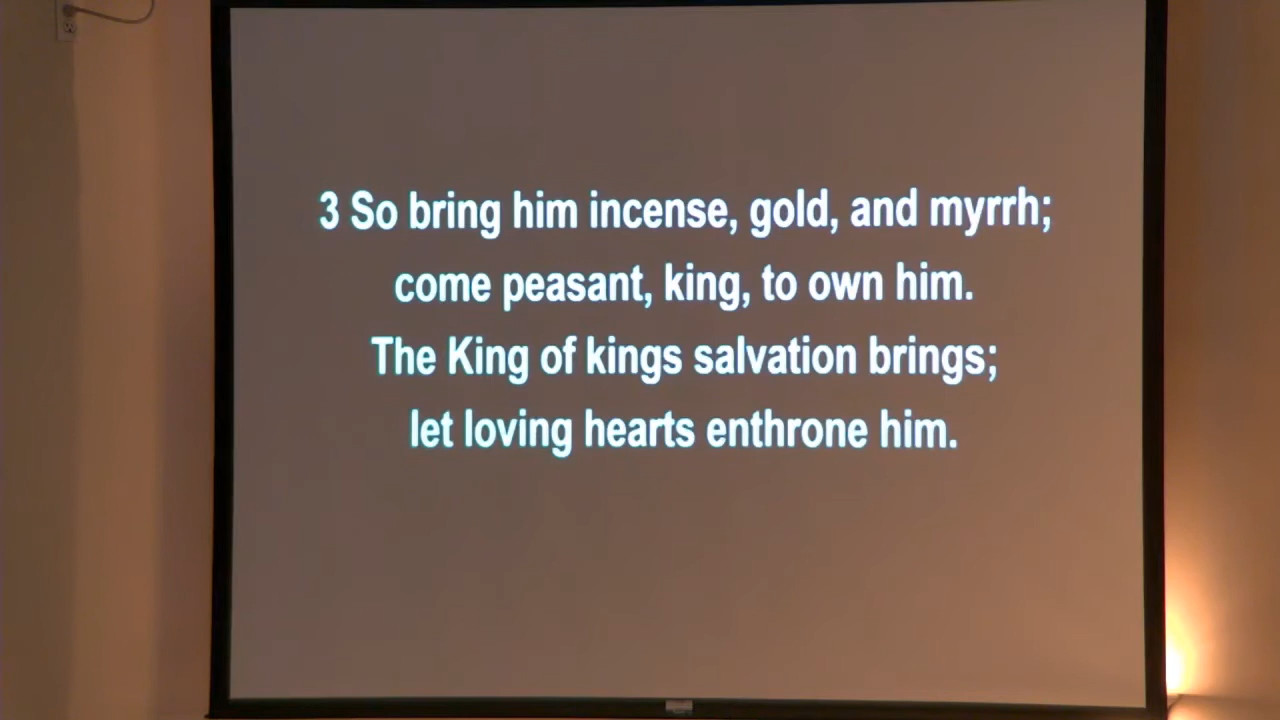 3 So bring him incense, gold, and myrrh;
come peasant, king, to own him.
The King of kings salvation brings;
let loving hearts enthrone him.